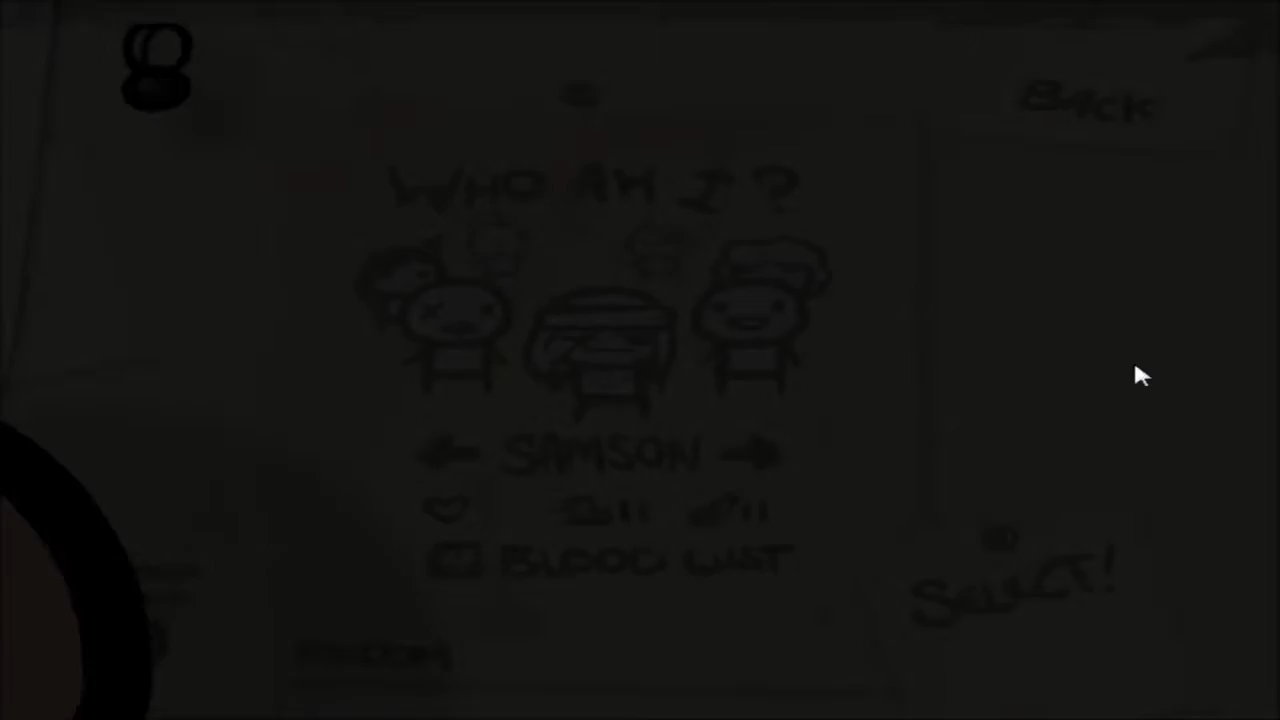 BACK
WHO AM I?
SAMSON
BLOOD LUST
SELECT!